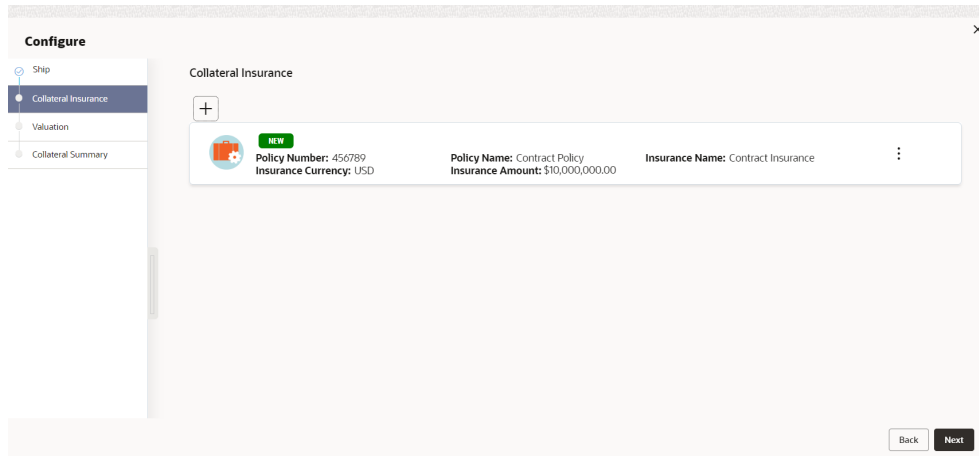 Configure
Ship
Collateral Insurance
Valuation
Collateral Summary
Collateral Insurance
NEW
Policy Number: 456789 Policy Name: Contract Policy Insurance Name: Contract Insurance
Insurance Currency: USD Insurance Amount: $10,000,000.00
Back Next